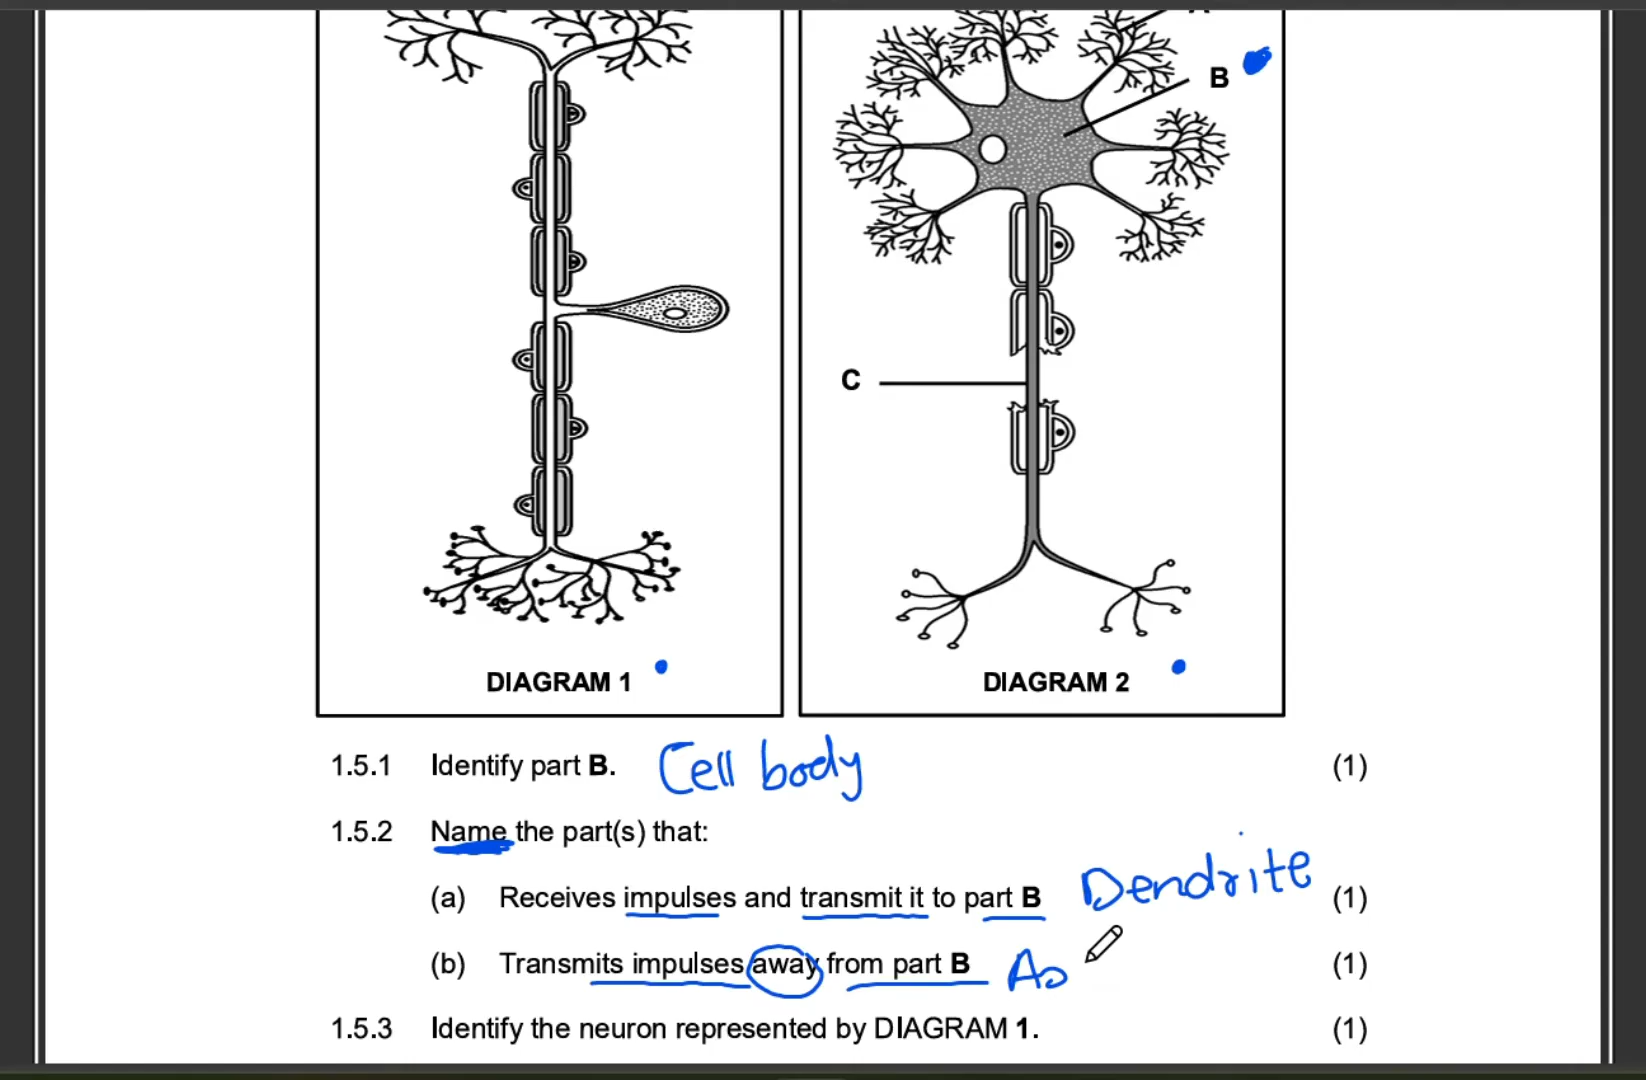 B
C
DIAGRAM 1
DIAGRAM 2
1.5.1 Identify part B. Cell body (1)
1.5.2 Name the part(s) that:
(a) Receives impulses and transmit it to part B Dendrite (1)
(b) Transmits impulses away from part B (1)
1.5.3 Identify the neuron represented by DIAGRAM 1. (1)